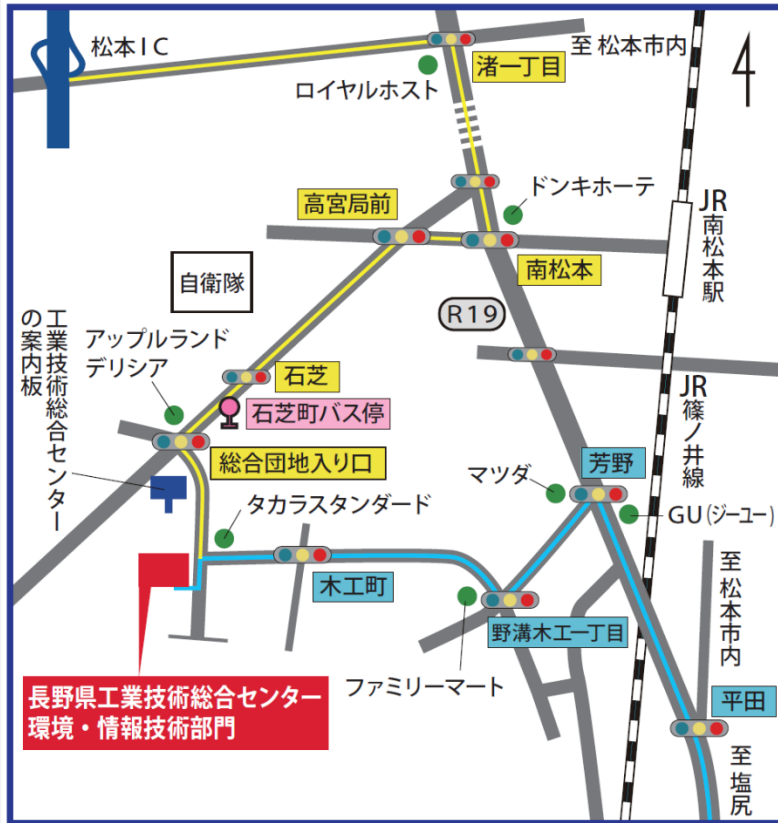 松本IC
渚一丁目
至 松本市内
ロイヤルホスト
ドンキホーテ
高宮局前
南松本
JR
南松本駅
自衛隊
R19
工業技術総合センター
の案内板
アップルランド
デリシア
石芝
石芝町バス停
JR
篠ノ井線
総合団地入り口
マツダ
芳野
タカラスタンダード
GU(ジーユー)
木工町
至 松本市内
野溝木工一丁目
ファミリーマート
長野県工業技術総合センター
環境・情報技術部門
平田
至 塩尻